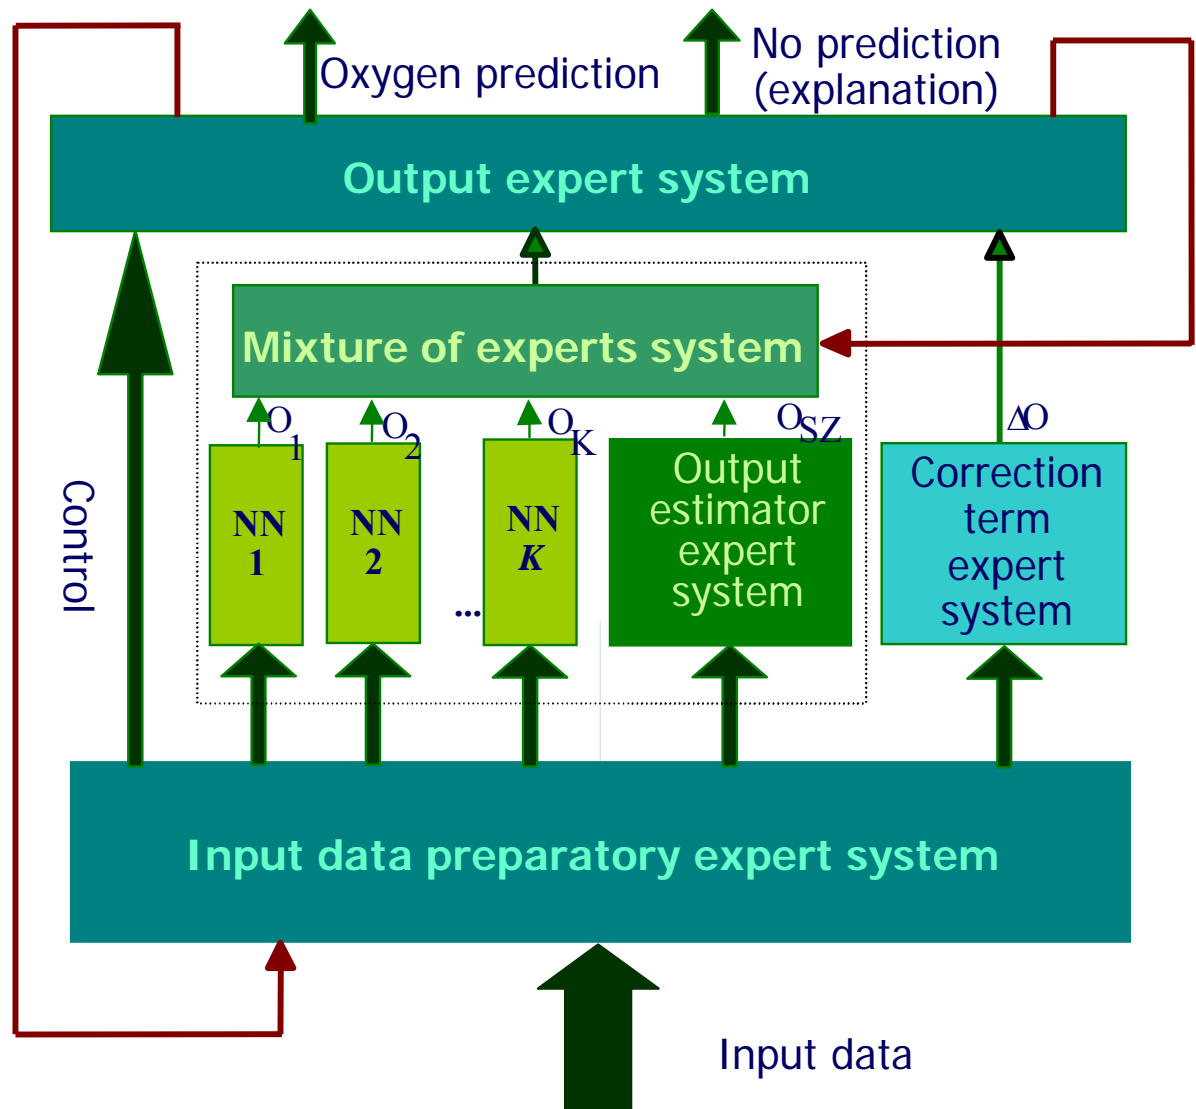 Oxygen prediction
No prediction
(explanation)
Output expert system
Mixture of experts system
O1
O2
OK
OSZ
ΔO
Control
NN
1
NN
2
...
NN
K
Output
estimator
expert
system
Correction
term
expert
system
Input data preparatory expert system
Input data